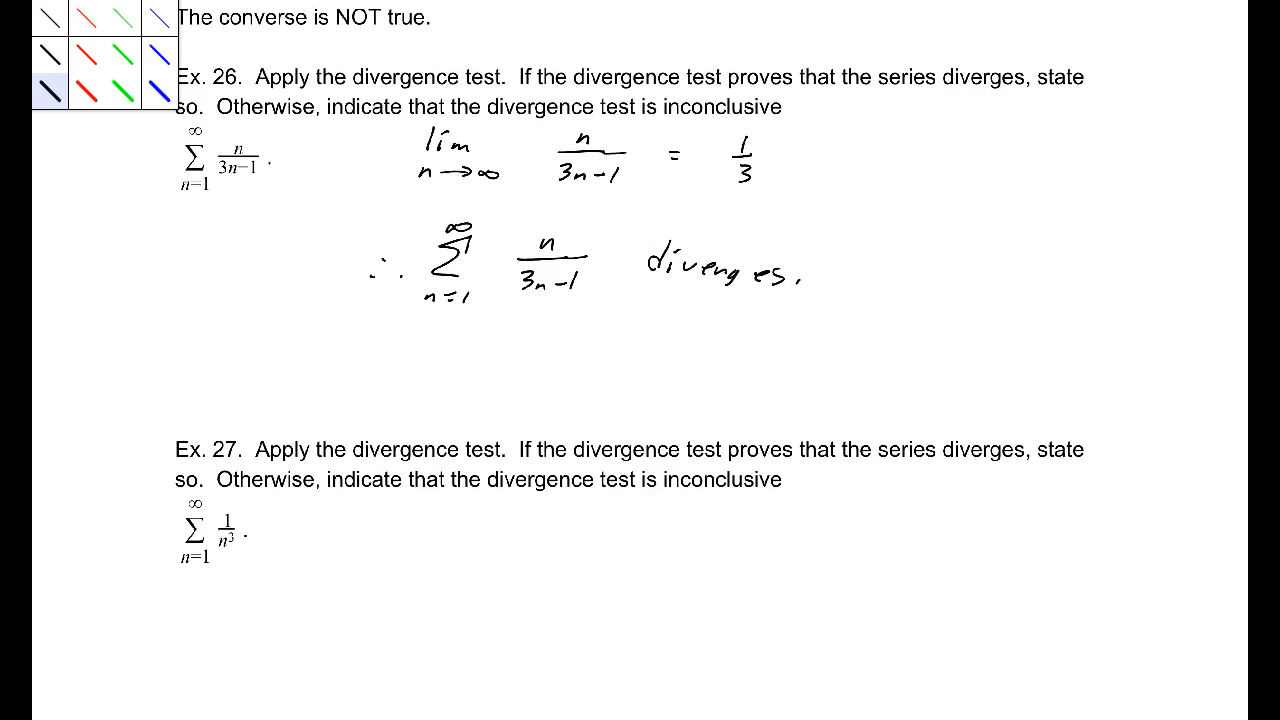 The converse is NOT true.
Ex. 26.  Apply the divergence test.  If the divergence test proves that the series diverges, state
so.  Otherwise, indicate that the divergence test is inconclusive
∞
∑ n/(3n−1) .
n=1
lim n/(3n−1) = 1/3
n→∞
∞
∴ ∑ n/(3n−1) diverges.
n=1
Ex. 27.  Apply the divergence test.  If the divergence test proves that the series diverges, state
so.  Otherwise, indicate that the divergence test is inconclusive
∞
∑ 1/n³ .
n=1